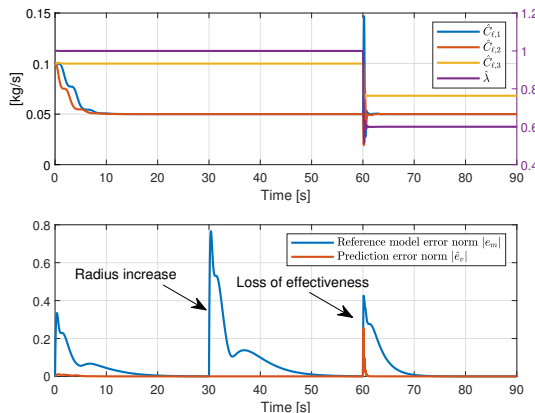 0.15
0.1
0.05
0
[kg/s]
1.2
1
0.8
0.6
0.4
Ĉ_{ℓ,1}
Ĉ_{ℓ,2}
Ĉ_{ℓ,3}
λ̂
0 10 20 30 40 50 60 70 80 90
Time [s]
0.8
0.6
0.4
0.2
0
Reference model error norm |e_m|
Prediction error norm |ê_v|
Radius increase
Loss of effectiveness
0 10 20 30 40 50 60 70 80 90
Time [s]